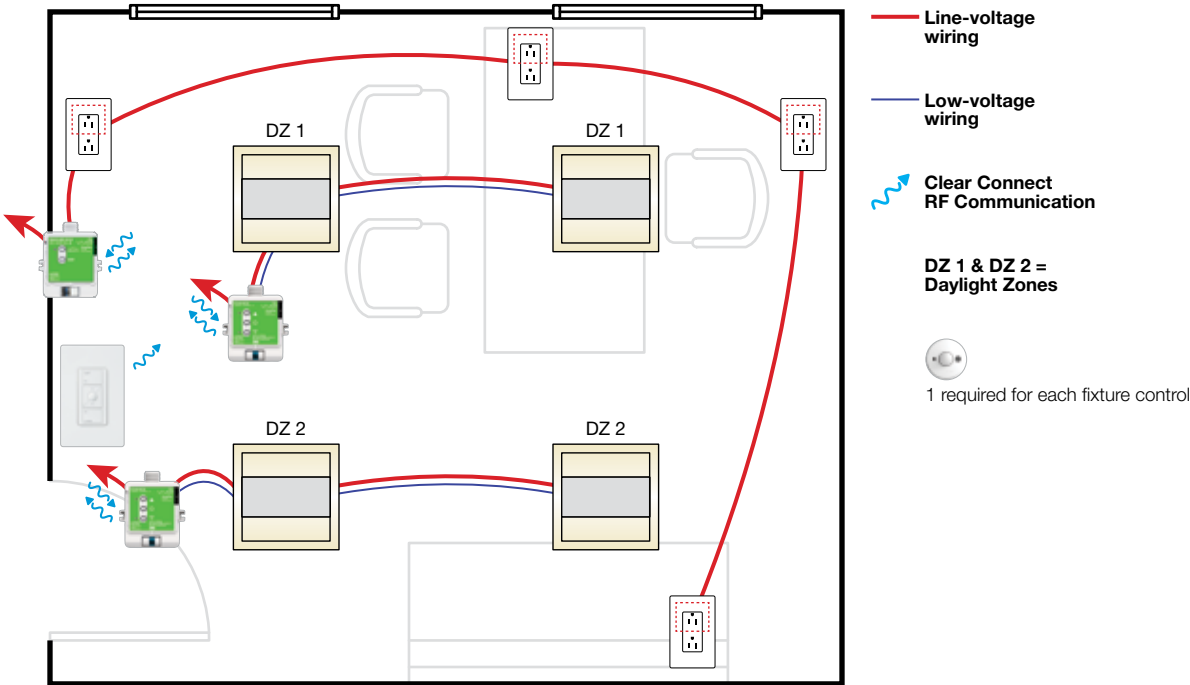 Line-voltage
wiring
Low-voltage
wiring
Clear Connect
RF Communication
DZ 1 & DZ 2 =
Daylight Zones
1 required for each fixture control
DZ 1
DZ 1
DZ 2
DZ 2